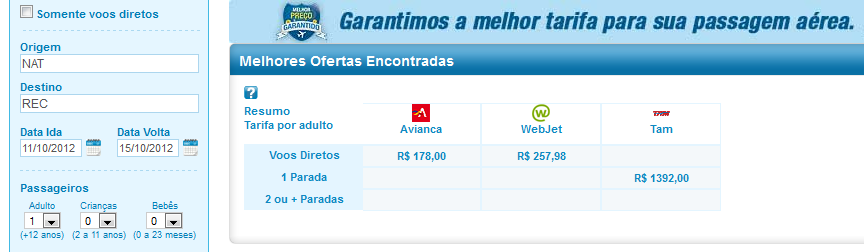 Somente voos diretos
Origem
NAT
Destino
REC
Data Ida Data Volta
11/10/2012 15/10/2012
Passageiros
Adulto Crianças Bebês
1 0 0
(+12 anos) (2 a 11 anos) (0 a 23 meses)
MELHOR PREÇO GARANTIDO
Garantimos a melhor tarifa para sua passagem aérea.
Melhores Ofertas Encontradas
?
Resumo
Tarifa por adulto
Avianca WebJet TAM Tam
Voos Diretos R$ 178,00 R$ 257,98
1 Parada R$ 1392,00
2 ou + Paradas